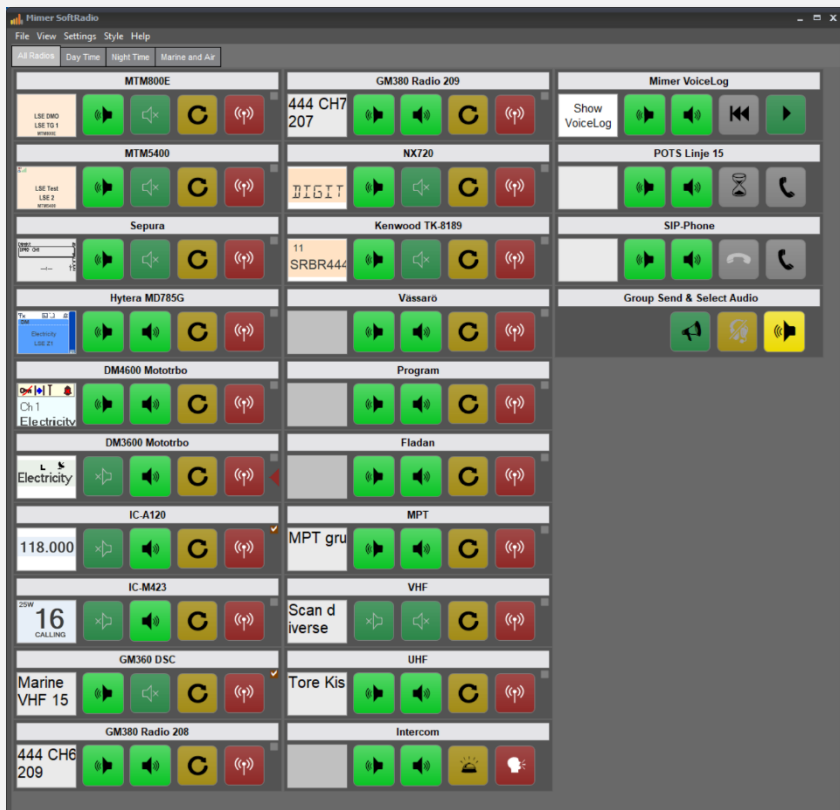 Mimer SoftRadio
File View Settings Style Help
All Radios Day Time Night Time Marine and Air
MTM800E
LSE DMO
LSE TG 1
MTM800E
MTM5400
LSE Test
LSE 2
MTM5400
Sepura
Hytera MD785G
Electricity
LSE 21
DM4600 Mototrbo
Ch 1
Electricity
DM3600 Mototrbo
Electricity
IC-A120
118.000
IC-M423
25W
16
CALLING
GM360 DSC
Marine
VHF 15
GM380 Radio 208
444 CH6
209
GM380 Radio 209
444 CH7
207
NX720
DIGIT
Kenwood TK-8189
11
SRBR444
Vässarö
Program
Fladan
MPT
MPT gru
VHF
Scan d
iverse
UHF
Tore Kis
Intercom
Mimer VoiceLog
Show
VoiceLog
POTS Linje 15
SIP-Phone
Group Send & Select Audio